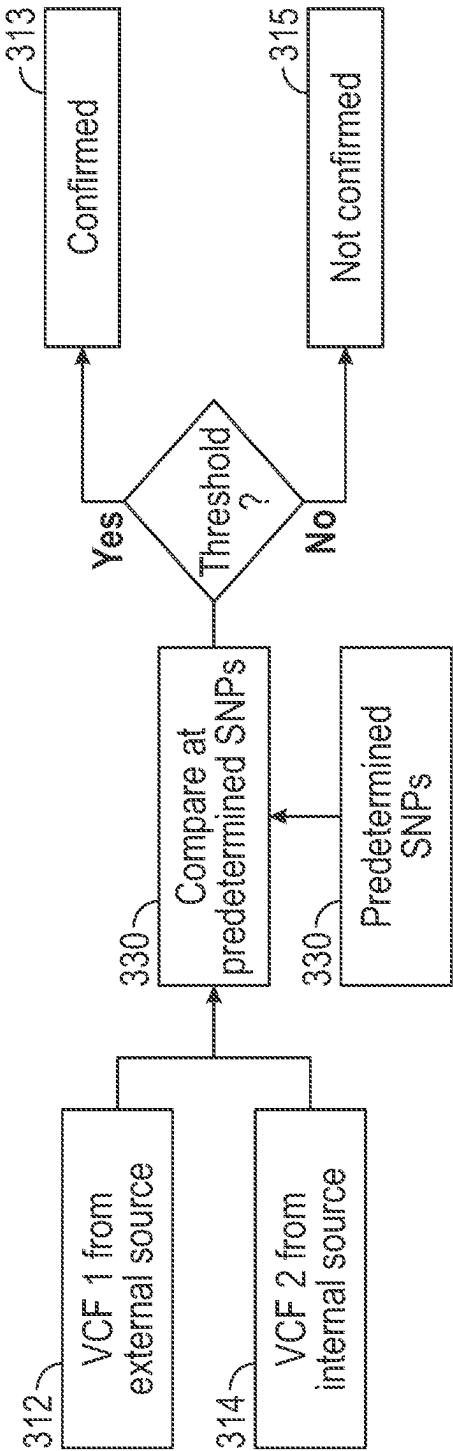 312
VCF 1 from
external source
314
VCF 2 from
internal source
330
Compare at
predetermined SNPs
330
Predetermined
SNPs
Threshold
?
Yes
No
313
Confirmed
315
Not confirmed